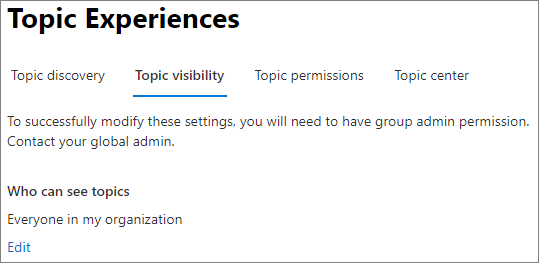 Topic Experiences
Topic discovery Topic visibility Topic permissions Topic center
To successfully modify these settings, you will need to have group admin permission.
Contact your global admin.
Who can see topics
Everyone in my organization
Edit